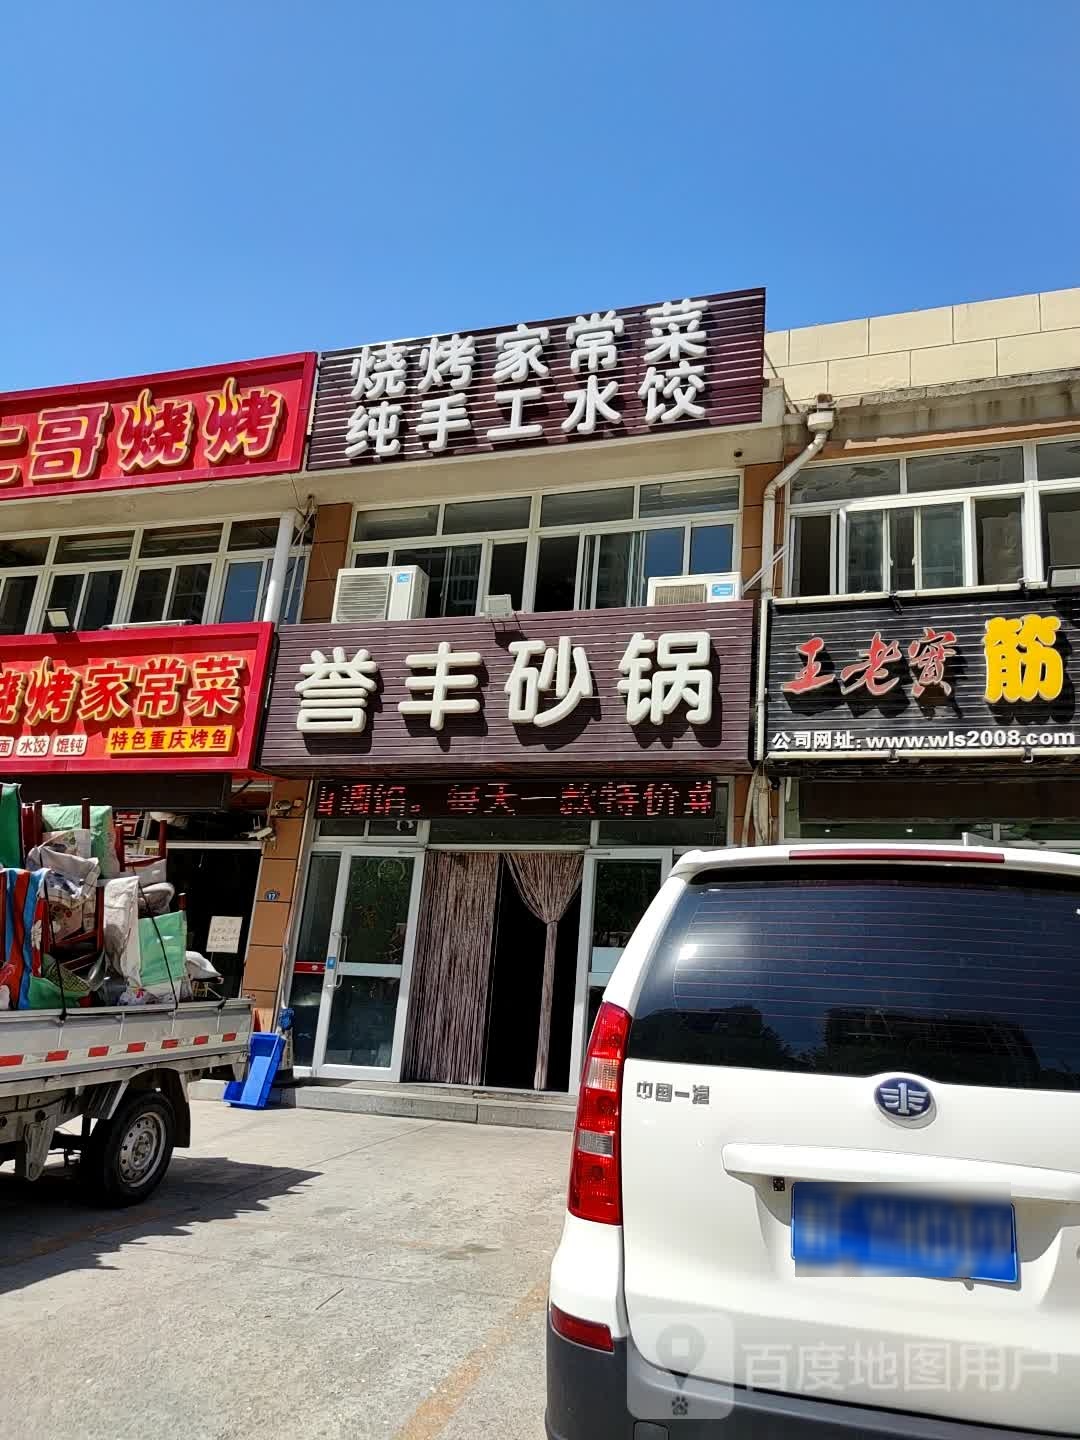 烧烤家常菜
纯手工水饺
哥烧烤
誉丰砂锅
烧烤家常菜
水饺 馄饨 特色重庆烤鱼
王老实 筋
公司网址:www.wls2008.com
每天一款特价菜
17
中国一汽
百度地图用户